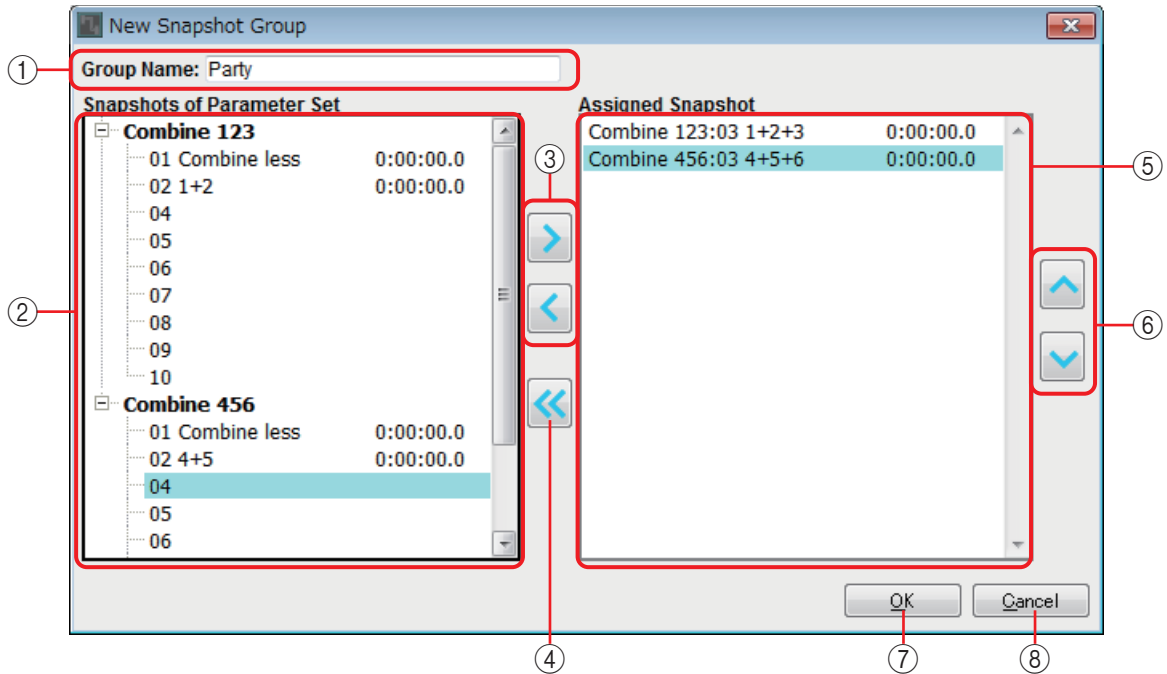 New Snapshot Group
① Group Name: Party
Snapshots of Parameter Set
Combine 123
01 Combine less 0:00:00.0
02 1+2 0:00:00.0
04
05
06
07
08
09
10
Combine 456
01 Combine less 0:00:00.0
02 4+5 0:00:00.0
04
05
06
②
③
④
Assigned Snapshot
Combine 123:03 1+2+3 0:00:00.0
Combine 456:03 4+5+6 0:00:00.0
⑤
⑥
OK Cancel
⑦ ⑧